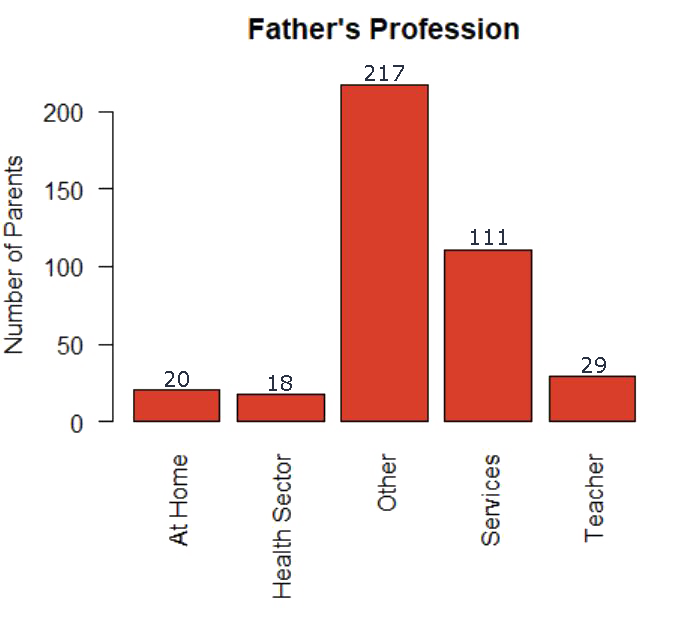 Father's Profession
Number of Parents
200
150
100
50
0
20
18
217
111
29
At Home
Health Sector
Other
Services
Teacher